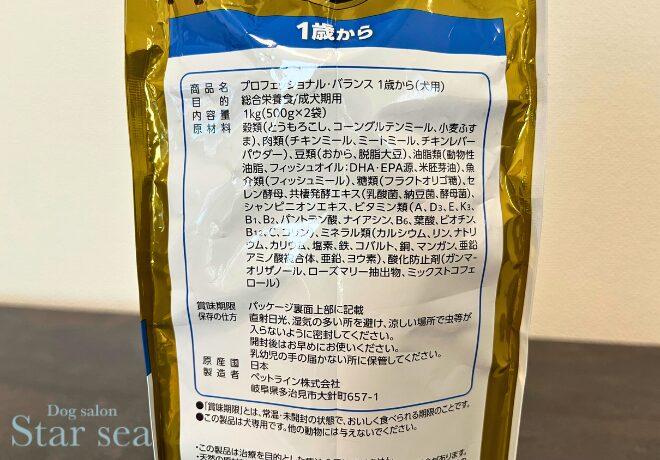 1歳から
商品名 プロフェッショナル・バランス 1歳から(犬用)
目的 総合栄養食/成犬期用
内容量 1kg(500g×2袋)
原材料 穀類(とうもろこし、コーングルテンミール、小麦ふす
ま)、肉類(チキンミール、ミートミール、チキンレバー
パウダー)、豆類(おから、脱脂大豆)、油脂類(動物性
油脂、フィッシュオイル:DHA・EPA源、米胚芽油)、魚
介類(フィッシュミール)、糖類(フラクトオリゴ糖)、セ
レン酵母、共棲発酵エキス(乳酸菌、納豆菌、酵母菌)、
シャンピニオンエキス、ビタミン類(A、D3、E、K3、
B1、B2、パントテン酸、ナイアシン、B6、葉酸、ビオチン、
B12、C、コリン)、ミネラル類(カルシウム、リン、ナトリ
ウム、カリウム、塩素、鉄、コバルト、銅、マンガン、亜鉛
アミノ酸複合体、亜鉛、ヨウ素)、酸化防止剤(ガンマ-
オリザノール、ローズマリー抽出物、ミックストコフェ
ロール)
賞味期限 パッケージ裏面上部に記載
保存の仕方 直射日光、湿気の多い所を避け、涼しい場所で虫等が
入らないように密封してください。
開封後はお早めにお使いください。
乳幼児の手の届かない所に保管してください。
原産国 日本
製造者 ペットライン株式会社
岐阜県多治見市大針町657-1
●「賞味期限」とは、常温・未開封の状態で、おいしく食べられる期限のことです。
●この製品は犬専用です。他の動物には与えないでください。
・この製品は治療を目的とした
Dog salon
Star sea